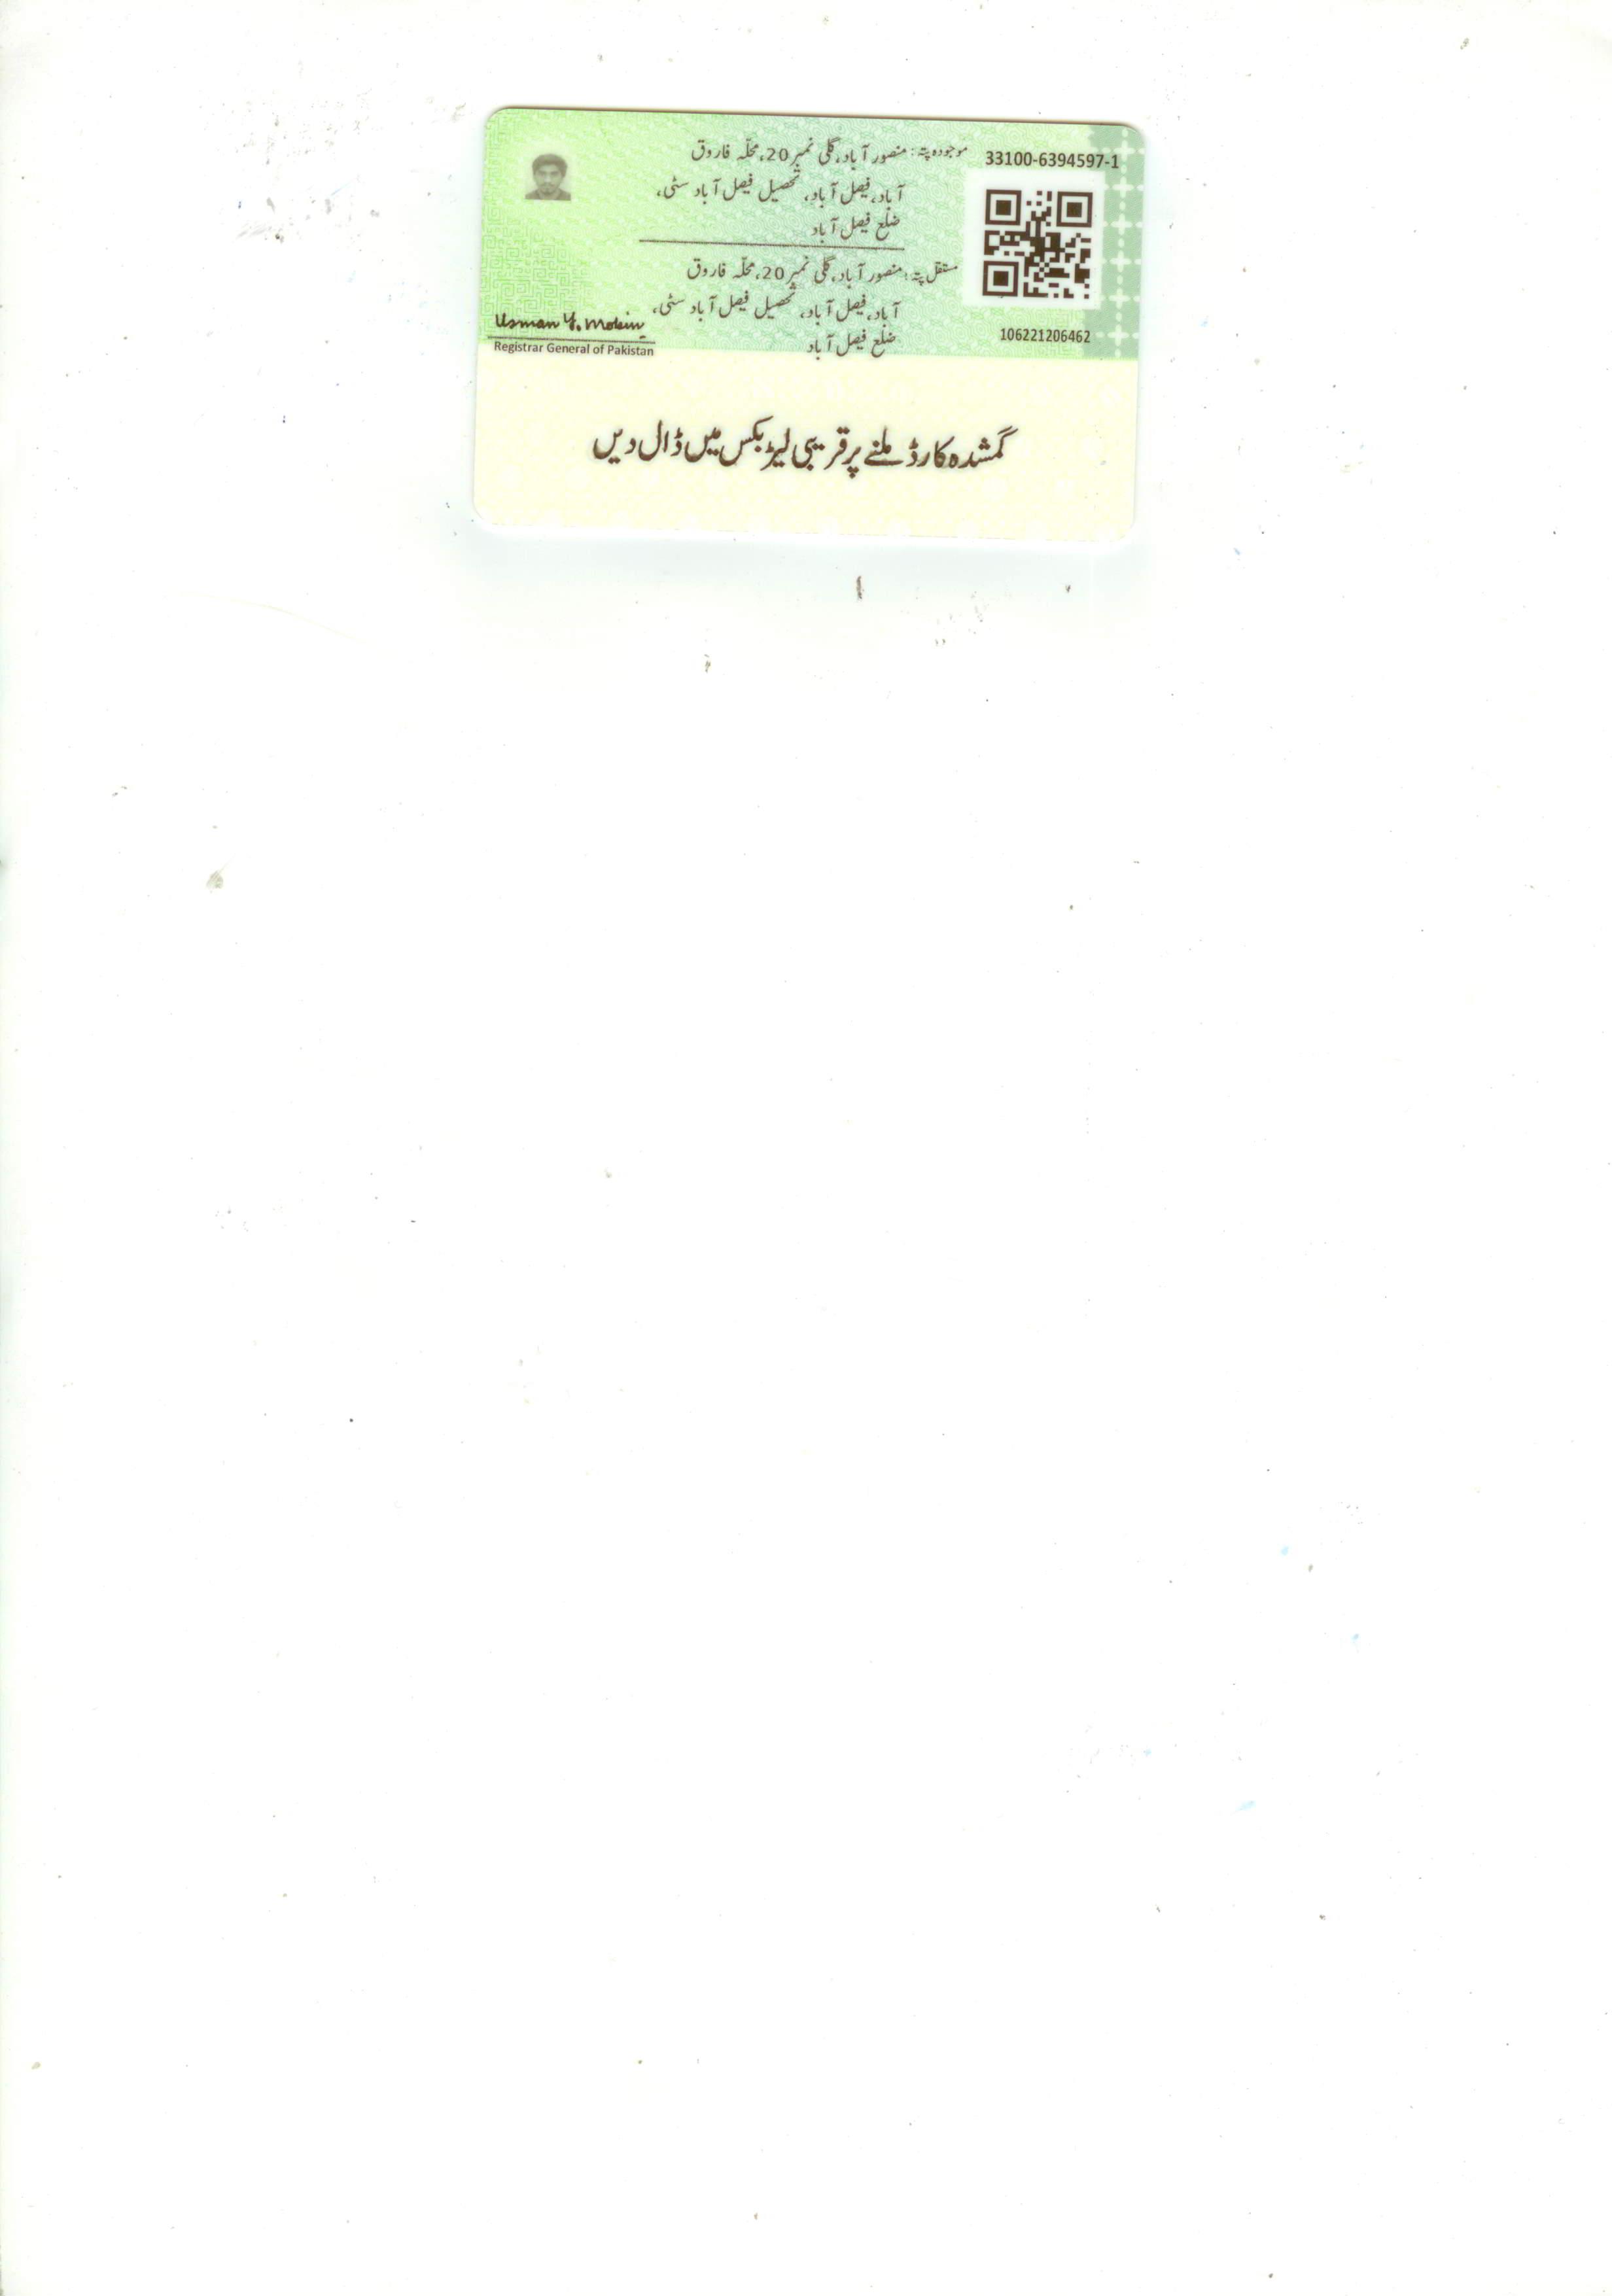 33100-6394597-1
موجودہ پتہ: منصور آباد، گلی نمبر 20، محلّہ فاروق
آباد، فیصل آباد، تحصیل فیصل آباد سٹی،
ضلع فیصل آباد
مستقل پتہ: منصور آباد، گلی نمبر 20، محلّہ فاروق
آباد، فیصل آباد، تحصیل فیصل آباد سٹی،
ضلع فیصل آباد
106221206462
Usman Y. Mobin
Registrar General of Pakistan
گمشدہ کارڈ ملنے پر قریبی لیٹر بکس میں ڈال دیں